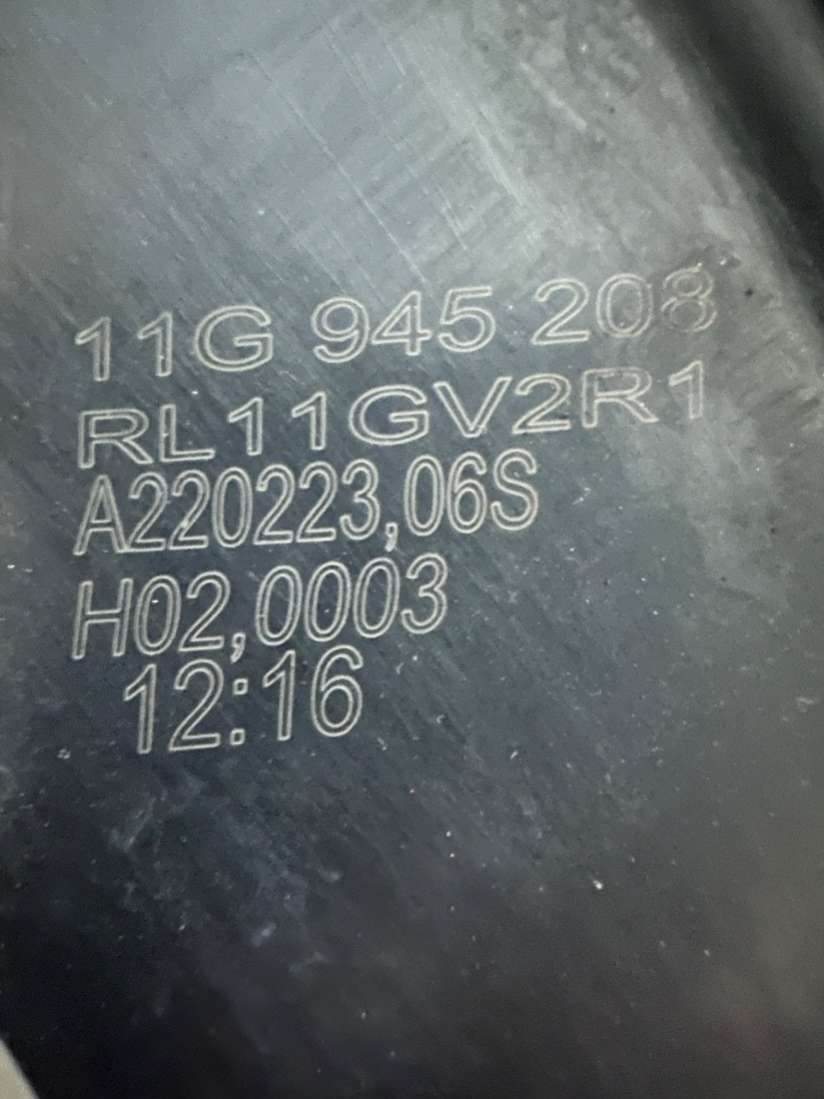 11G 945 208
RL11GV2R1
A220223,06S
H02,0003
12:16